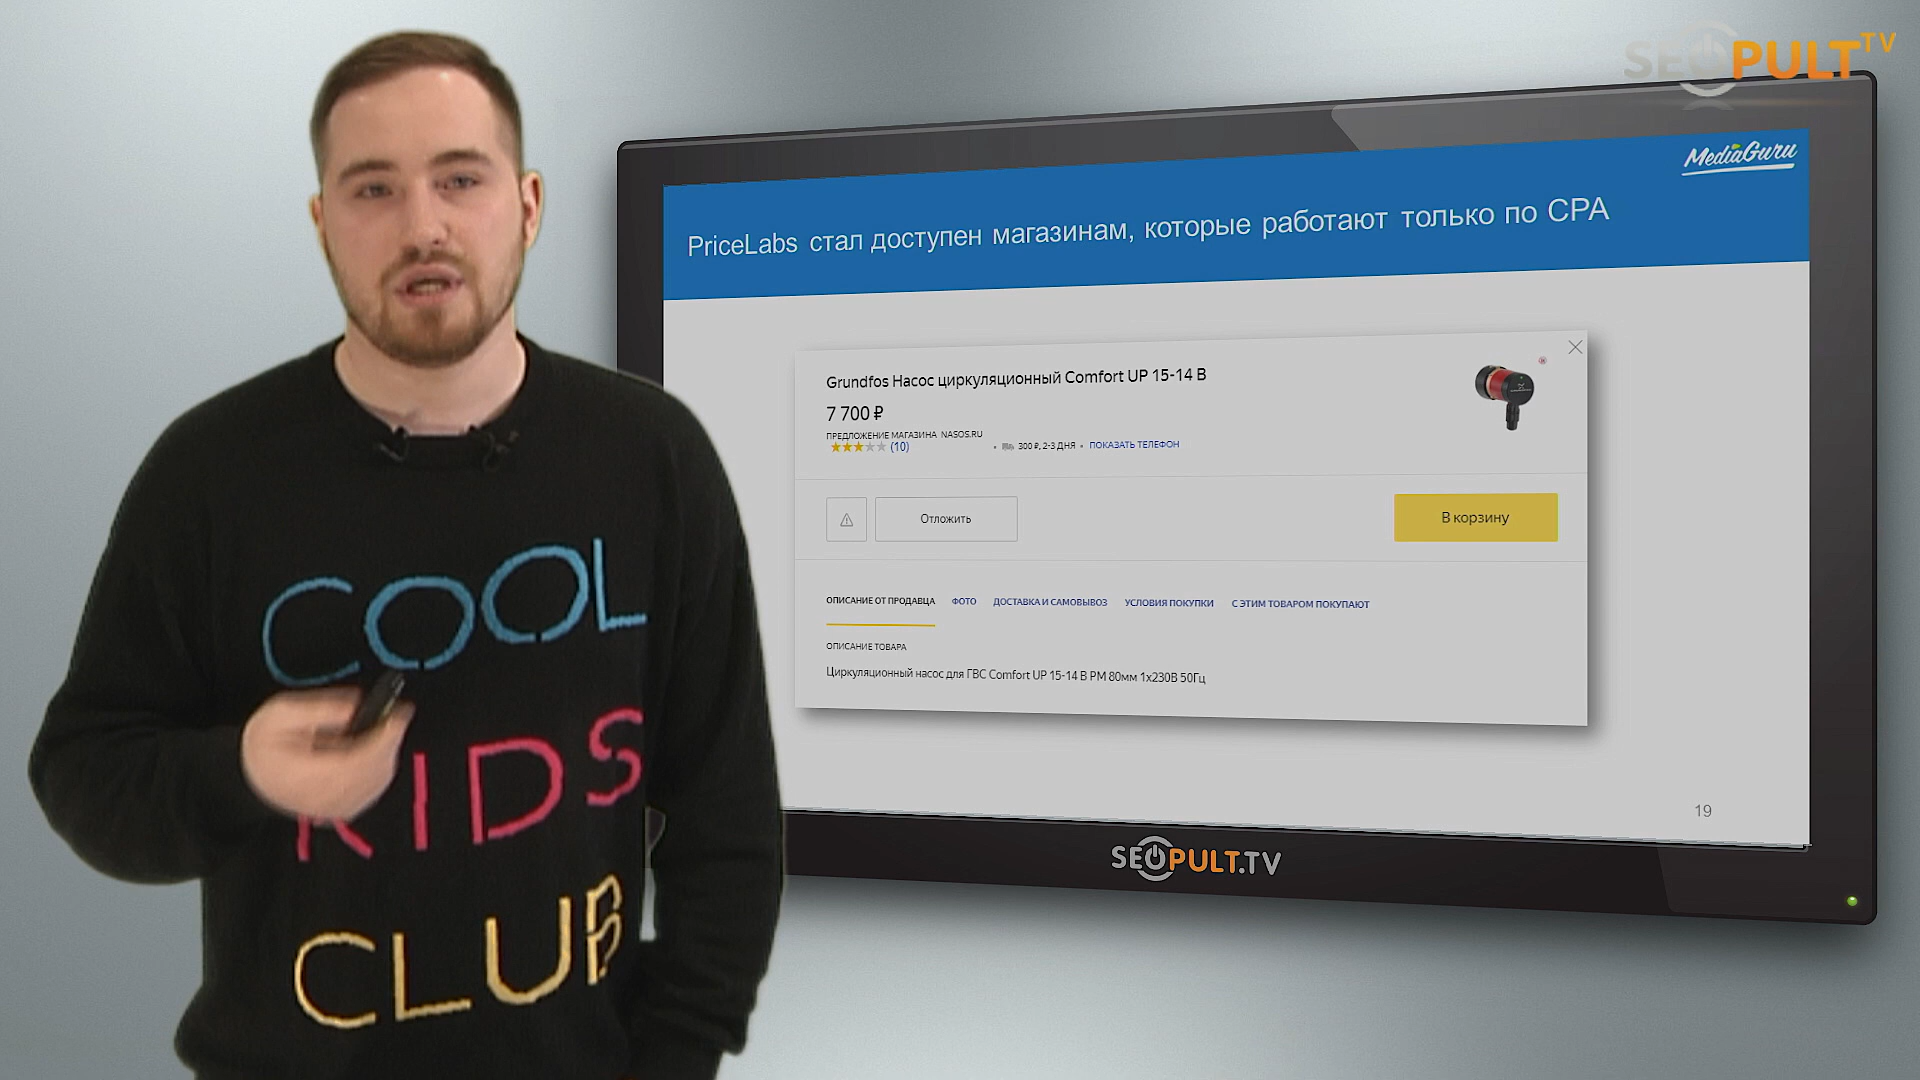 SEOPULT TV
MediaGuru
PriceLabs стал доступен магазинам, которые работают только по CPA
Grundfos Насос циркуляционный Comfort UP 15-14 B
7 700 ₽
ПРЕДЛОЖЕНИЕ МАГАЗИНА NASOS.RU
(10) • 300 ₽, 2-3 ДНЯ • ПОКАЗАТЬ ТЕЛЕФОН
Отложить
В корзину
ОПИСАНИЕ ОТ ПРОДАВЦА ФОТО ДОСТАВКА И САМОВЫВОЗ УСЛОВИЯ ПОКУПКИ С ЭТИМ ТОВАРОМ ПОКУПАЮТ
ОПИСАНИЕ ТОВАРА
Циркуляционный насос для ГВС Comfort UP 15-14 B PM 80мм 1x230В 50Гц
19
SEOPULT.TV
COOL
KIDS
CLUB